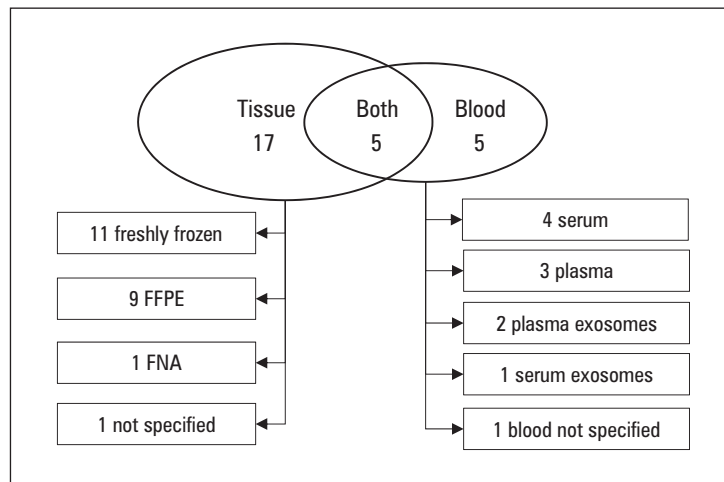 Tissue
17
Both
5
Blood
5
11 freshly frozen
9 FFPE
1 FNA
1 not specified
4 serum
3 plasma
2 plasma exosomes
1 serum exosomes
1 blood not specified